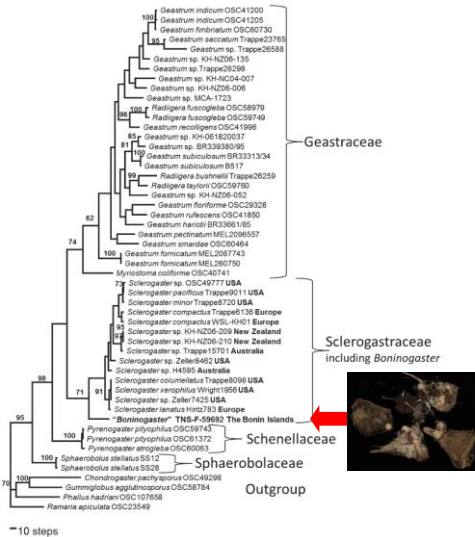 Geastrum indicum OSC41200
100
Geastrum indicum OSC41205
Geastrum fimbriatum OSC60730
Geastrum saccatum Trappe23765
95
Geastrum sp. Trappe26588
Geastrum sp. KH-NZ06-135
Geastrum sp. Trappe26298
Geastrum sp. KH-NC04-007
Geastrum sp. KH-NZ06-006
Geastrum sp. MCA-1723
Radiigera fuscogleba OSC58979
100
Radiigera fuscogleba OSC59749
96
Geastrum recolligens OSC41996
85
Geastrum sp. KH-061820037
81
Geastrum sp. BR339380/95
Geastrum subiculosum BR33313/34
100
Geastrum subiculosum B517
Radiigera bushnellii Trappe26259
99
Radiigera taylorii OSC59760
Geastrum sp. KH-NZ06-052
Geastrum floriforme OSC29328
62
Geastrum rufescens OSC41850
Geastrum hariotii BR33661/85
Geastrum pectinatum MEL2096557
Geastrum smardae OSC60464
74
100
Geastrum fornicatum MEL2087743
Geastrum fornicatum MEL260750
Myriostoma coliforme OSC40741
Geastraceae
73
Sclerogaster sp. OSC49777 USA
Sclerogaster pacificus Trappe9011 USA
Sclerogaster minor Trappe8720 USA
Sclerogaster compactus Trappe6136 Europe
Sclerogaster compactus WSL-KH01 Europe
95
Sclerogaster sp. KH-NZ06-209 New Zealand
Sclerogaster sp. KH-NZ06-210 New Zealand
Sclerogaster sp. Trappe15701 Australia
Sclerogaster sp. Zeller8462 USA
Sclerogaster sp. H4595 Australia
98
71
91
Sclerogaster columellatus Trappe8098 USA
Sclerogaster xerophilus Wright1956 USA
Sclerogaster sp. Zeller7425 USA
Sclerogaster lanatus Hintz783 Europe
"Boninogaster" TNS-F-59692 The Bonin Islands
Sclerogastraceae
including Boninogaster
95
100
Pyrenogaster pityophilus OSC59743
Pyrenogaster pityophilus OSC61372
Pyrenogaster atrogleba OSC60063
Schenellaceae
100
Sphaerobolus stellatus SS12
Sphaerobolus stellatus SS28
Sphaerobolaceae
70
100
Chondrogaster pachysporus OSC49298
Gummiglobus agglutinosporus OSC58784
Phallus hadriani OSC107658
Ramaria apiculata OSC23549
Outgroup
10 steps